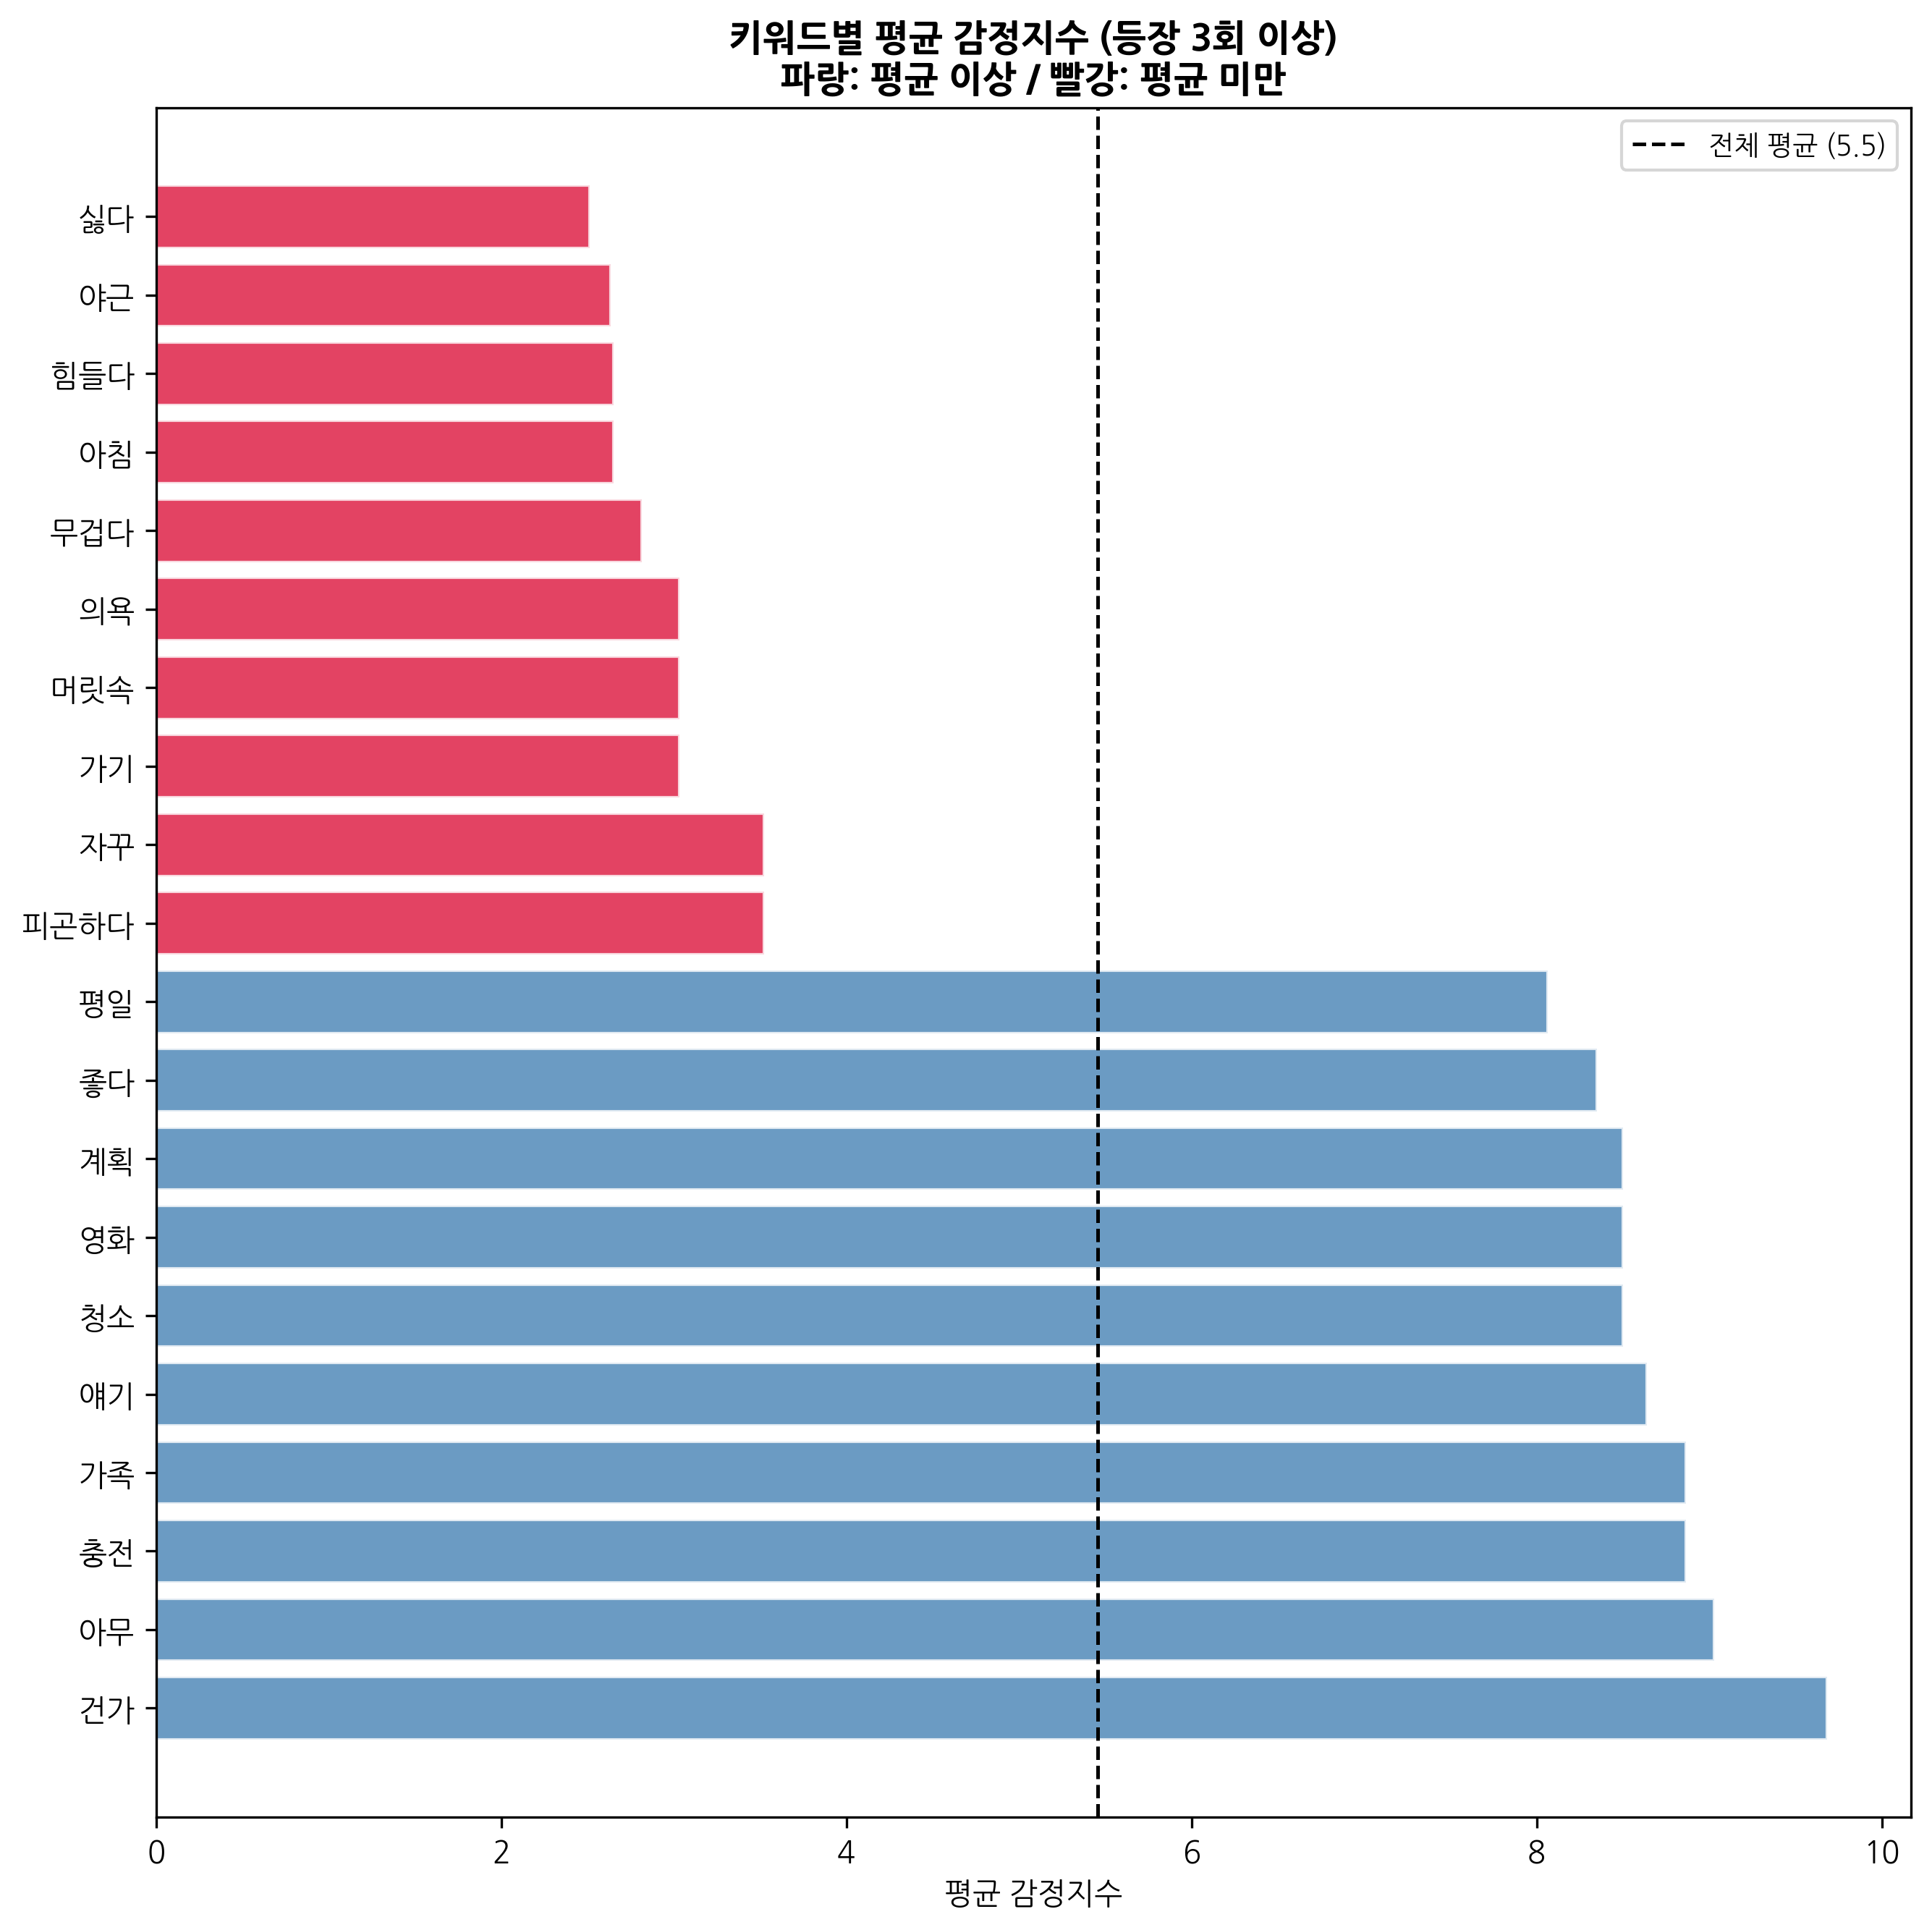 키워드별 평균 감정지수 (등장 3회 이상)
파랑: 평균 이상 / 빨강: 평균 미만
전체 평균 (5.5)
싫다
야근
힘들다
아침
무겁다
의욕
머릿속
가기
자꾸
피곤하다
평일
좋다
계획
영화
청소
얘기
가족
충전
아무
건가
0 2 4 6 8 10
평균 감정지수